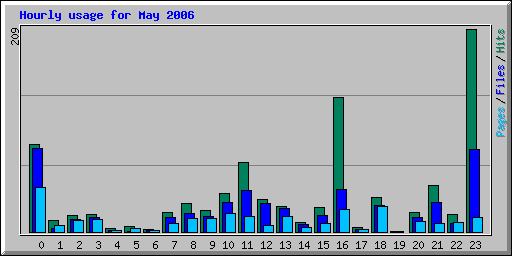 Hourly usage for May 2006
209
Pages/Files/Hits
0 1 2 3 4 5 6 7 8 9 10 11 12 13 14 15 16 17 18 19 20 21 22 23